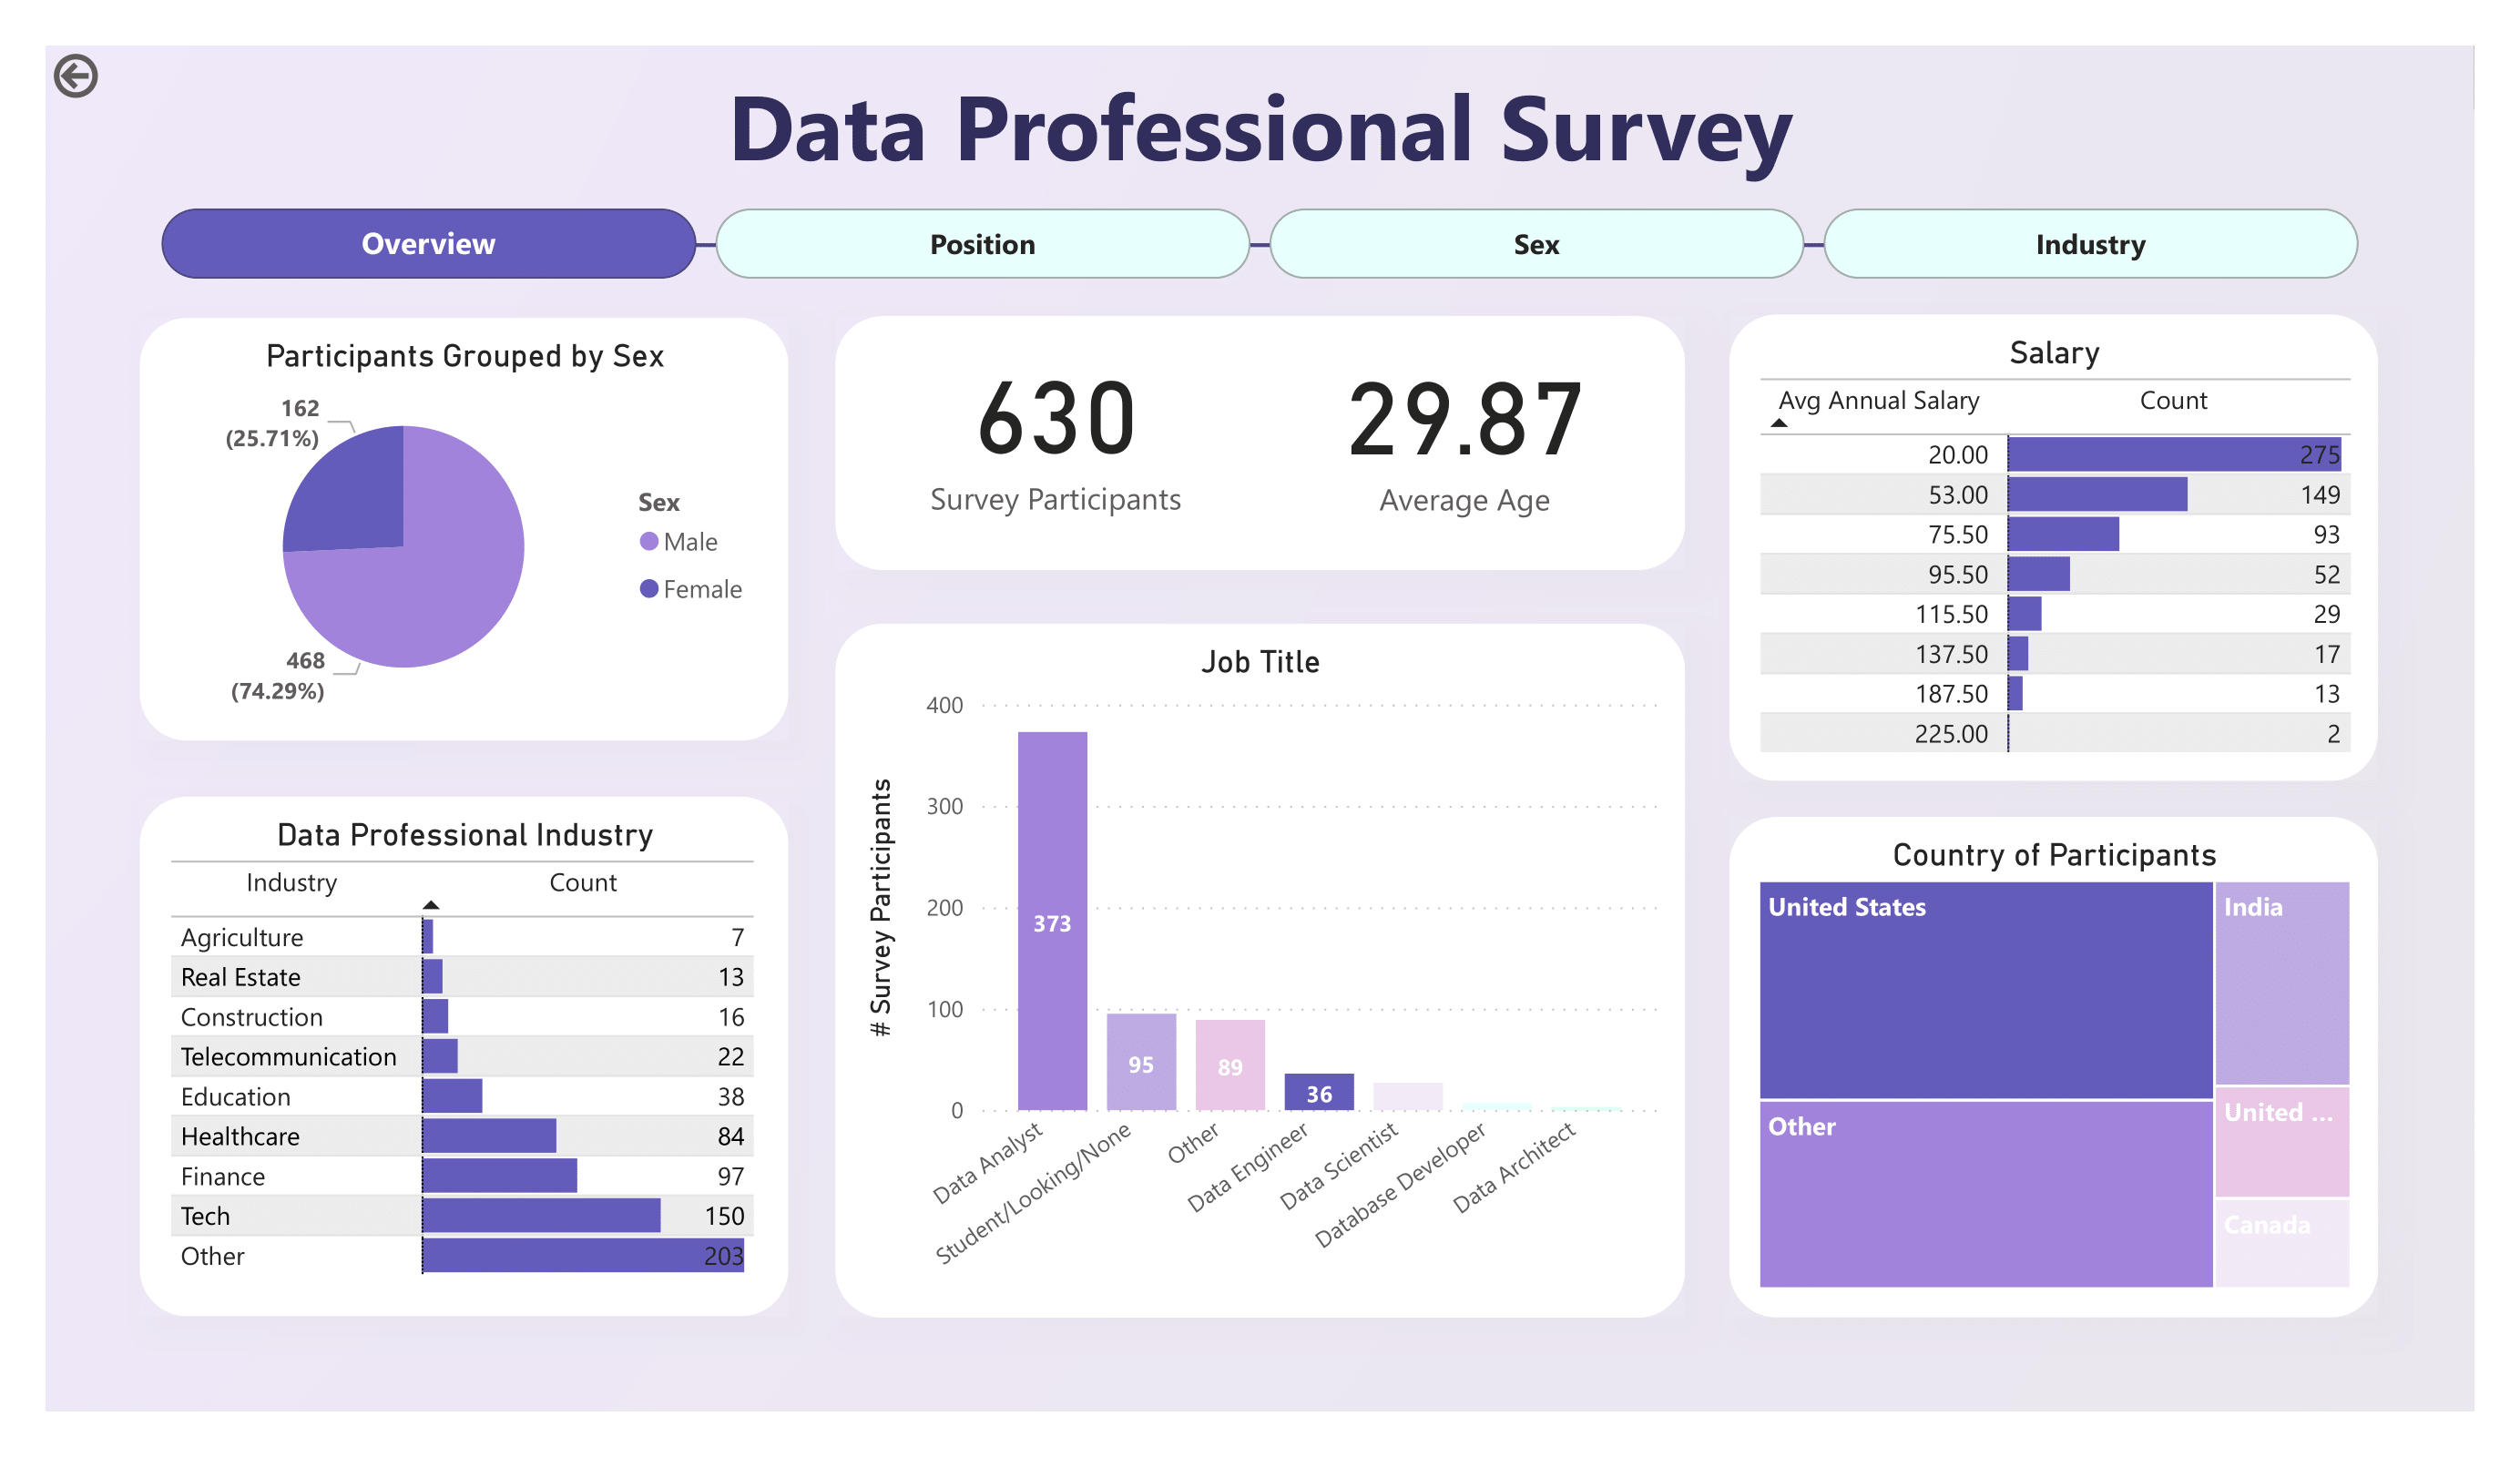 Data Professional Survey
Overview
Position
Sex
Industry
Participants Grouped by Sex
162
(25.71%)
468
(74.29%)
Sex
Male
Female
630
Survey Participants
29.87
Average Age
Salary
Avg Annual Salary Count
20.00 275
53.00 149
75.50 93
95.50 52
115.50 29
137.50 17
187.50 13
225.00 2
Data Professional Industry
Industry Count
Agriculture 7
Real Estate 13
Construction 16
Telecommunication 22
Education 38
Healthcare 84
Finance 97
Tech 150
Other 203
Job Title
# Survey Participants
400
300
200
100
0
373
95
89
36
Data Analyst
Student/Looking/None
Other
Data Engineer
Data Scientist
Database Developer
Data Architect
Country of Participants
United States
Other
India
United ...
Canada